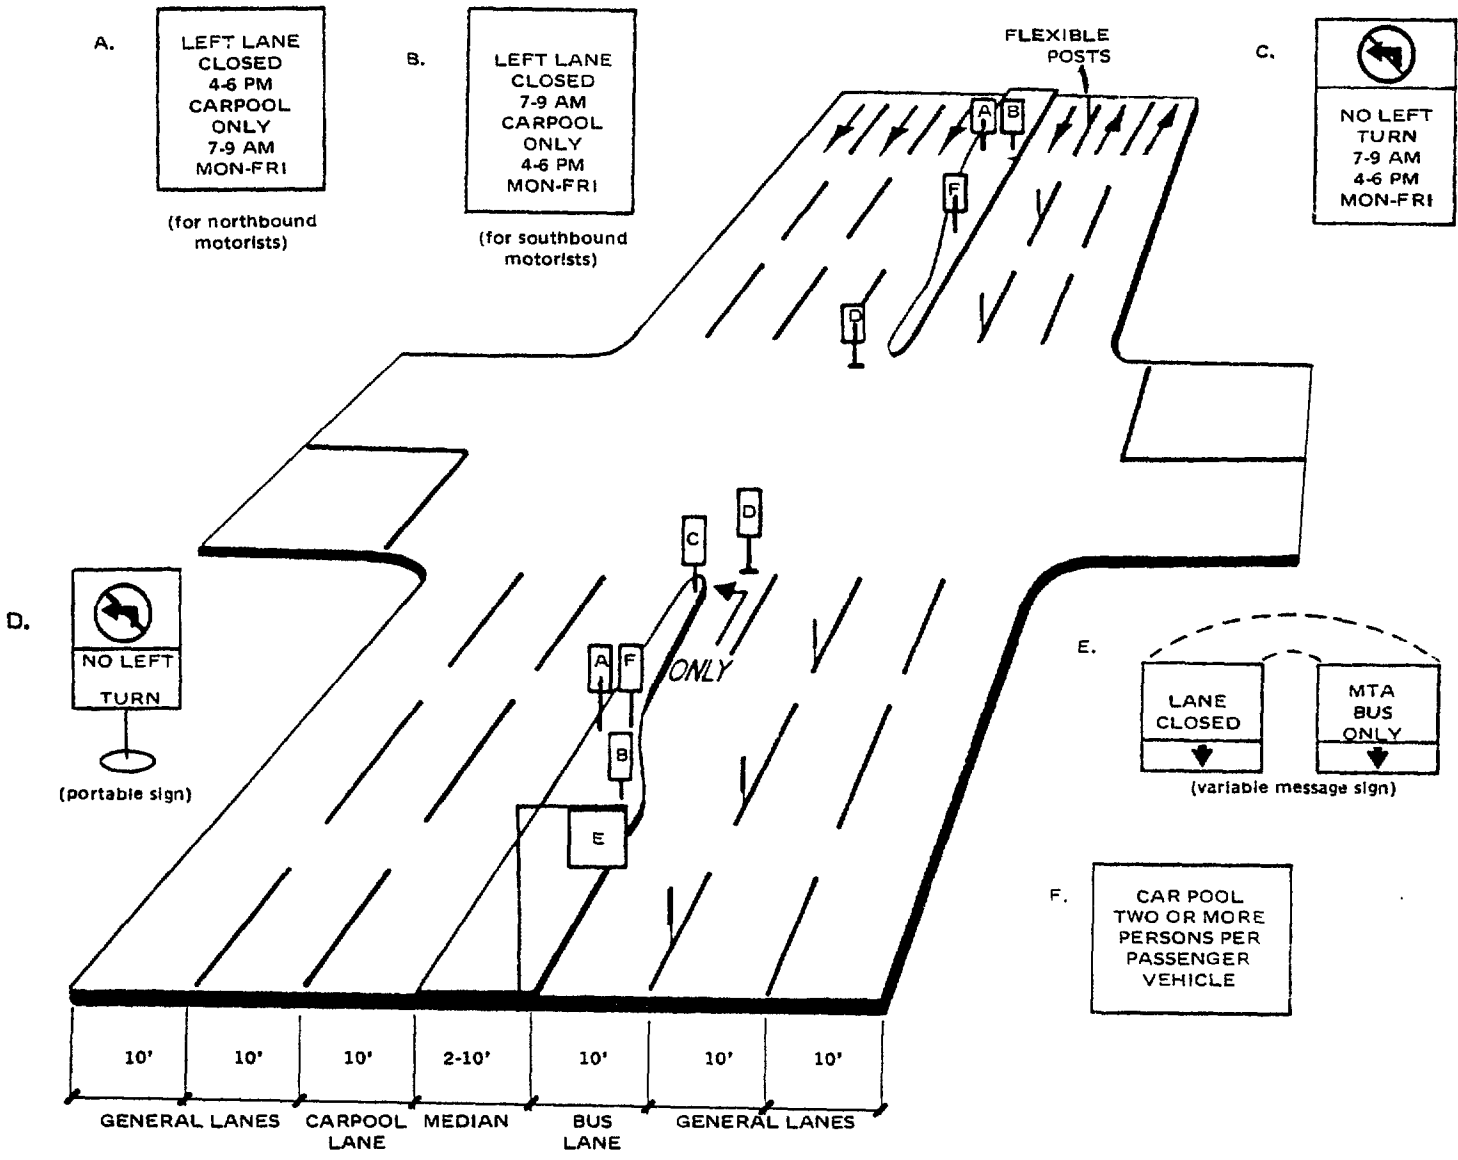 A.
LEFT LANE
CLOSED
4-6 PM
CARPOOL
ONLY
7-9 AM
MON-FRI
(for northbound
motorists)
B.
LEFT LANE
CLOSED
7-9 AM
CARPOOL
ONLY
4-6 PM
MON-FRI
(for southbound
motorists)
FLEXIBLE
POSTS
C.
NO LEFT
TURN
7-9 AM
4-6 PM
MON-FRI
A B
F
D
D
C
A F
ONLY
B
E
D.
NO LEFT
TURN
(portable sign)
E.
LANE
CLOSED
MTA
BUS
ONLY
(variable message sign)
F.
CAR POOL
TWO OR MORE
PERSONS PER
PASSENGER
VEHICLE
10' 10' 10' 2-10' 10' 10' 10'
GENERAL LANES
CARPOOL
LANE
MEDIAN
BUS
LANE
GENERAL LANES